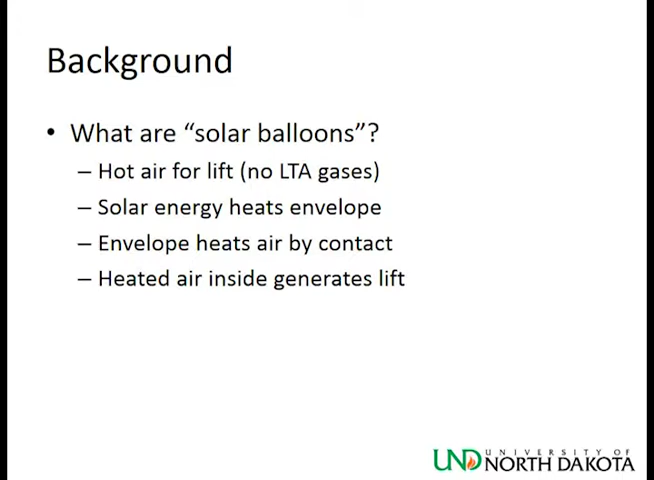 Background
• What are “solar balloons”?
– Hot air for lift (no LTA gases)
– Solar energy heats envelope
– Envelope heats air by contact
– Heated air inside generates lift
UND UNIVERSITY OF
NORTH DAKOTA